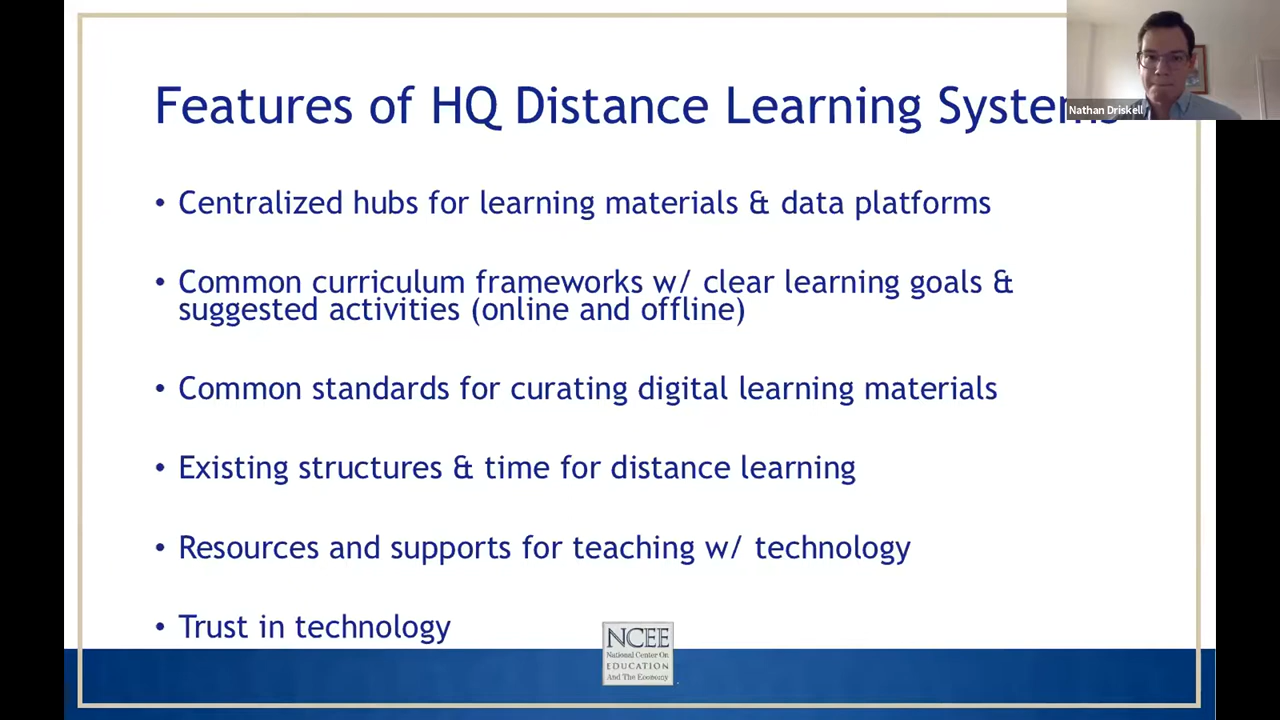 Features of HQ Distance Learning Systems
Nathan Driskell
• Centralized hubs for learning materials & data platforms
• Common curriculum frameworks w/ clear learning goals &
suggested activities (online and offline)
• Common standards for curating digital learning materials
• Existing structures & time for distance learning
• Resources and supports for teaching w/ technology
• Trust in technology
NCEE
National Center On
EDUCATION
And The Economy